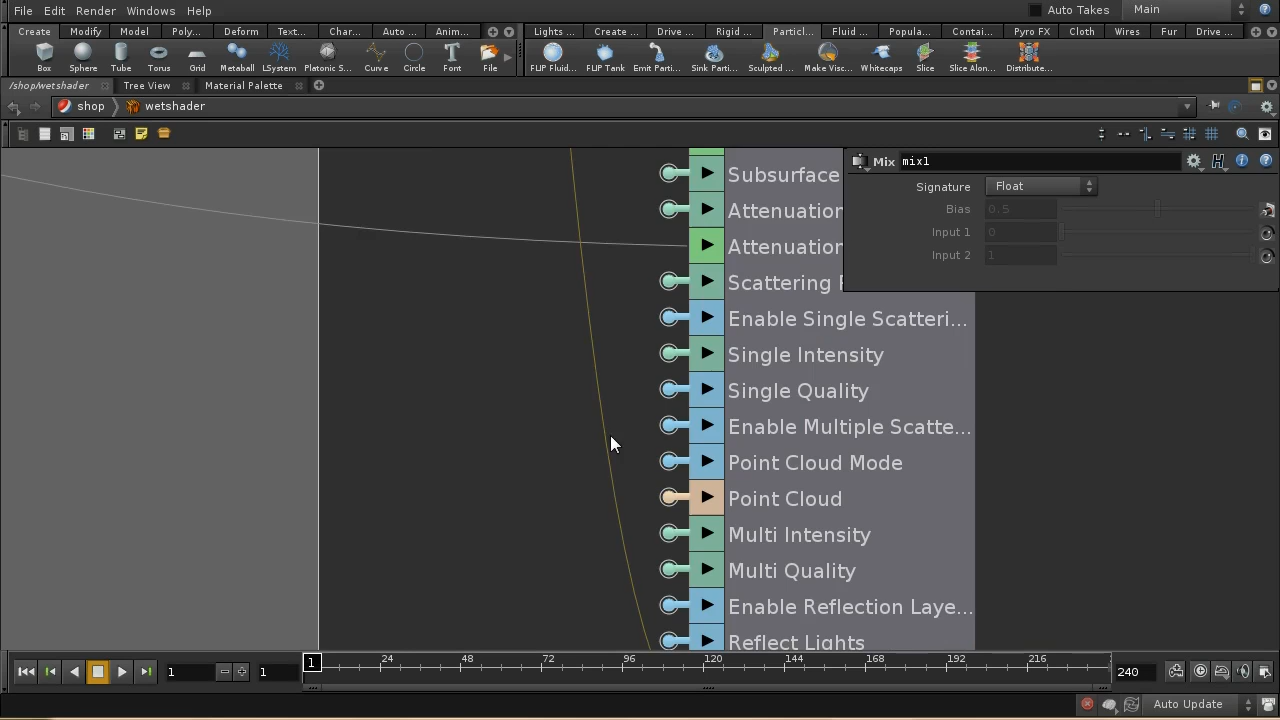 File Edit Render Windows Help Auto Takes Main
Create Modify Model Poly... Deform Text... Char... Auto ... Anim... Lights ... Create ... Drive ... Rigid ... Particl... Fluid ... Popula... Contai... Pyro FX Cloth Wires Fur Drive ...
Box Sphere Tube Torus Grid Metaball LSystem Platonic S... Curve Circle Font File FLIP Fluid... FLIP Tank Emit Parti... Sink Parti... Sculpted ... Make Visc... Whitecaps Slice Slice Alon... Distribute...
/shop/wetshader Tree View Material Palette
shop wetshader
Mix mix1
Signature Float
Bias 0.5
Input 1 0
Input 2 1
Subsurface
Attenuation
Attenuation
Scattering
Enable Single Scatteri...
Single Intensity
Single Quality
Enable Multiple Scatte...
Point Cloud Mode
Point Cloud
Multi Intensity
Multi Quality
Enable Reflection Laye...
Reflect Lights
1 1 1 24 48 72 96 120 144 168 192 216 240
Auto Update